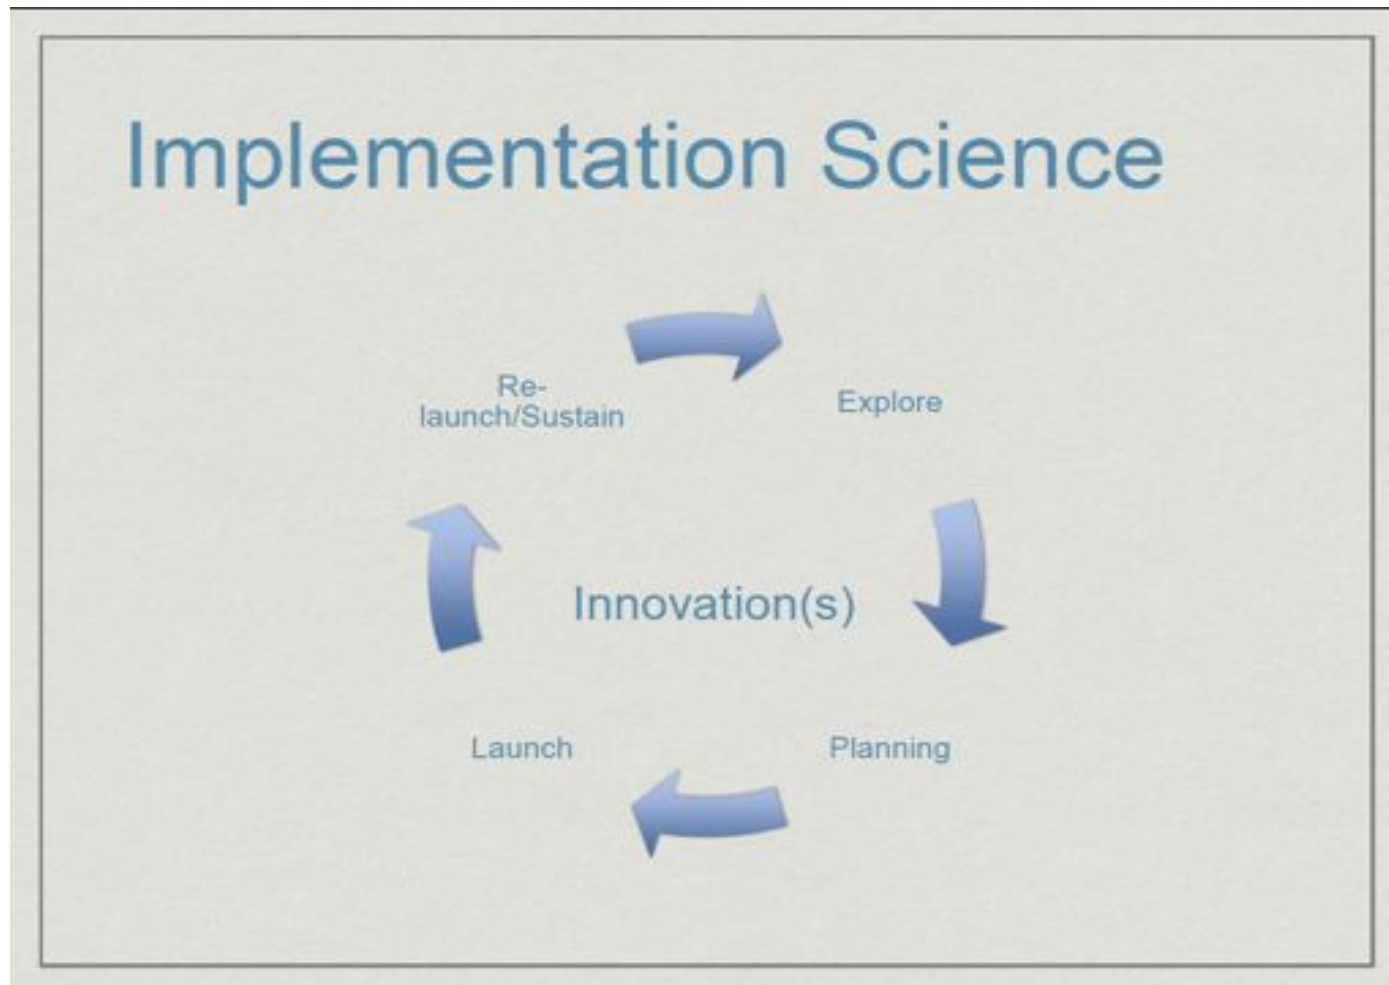 Implementation Science
Re-
launch/Sustain
Explore
Innovation(s)
Launch
Planning